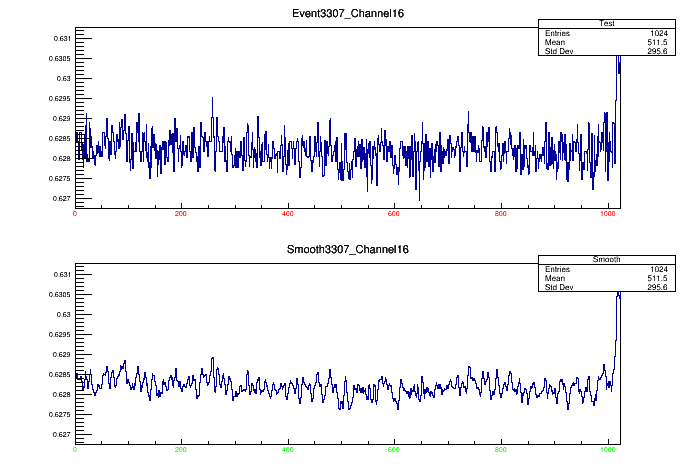 Event3307_Channel16
Test
Entries 1024
Mean 511.5
Std Dev 295.6
0.631
0.6305
0.63
0.6295
0.629
0.6285
0.628
0.6275
0.627
0 200 400 600 800 1000
Smooth3307_Channel16
Smooth
Entries 1024
Mean 511.5
Std Dev 295.6
0.631
0.6305
0.63
0.6295
0.629
0.6285
0.628
0.6275
0.627
0 200 400 600 800 1000